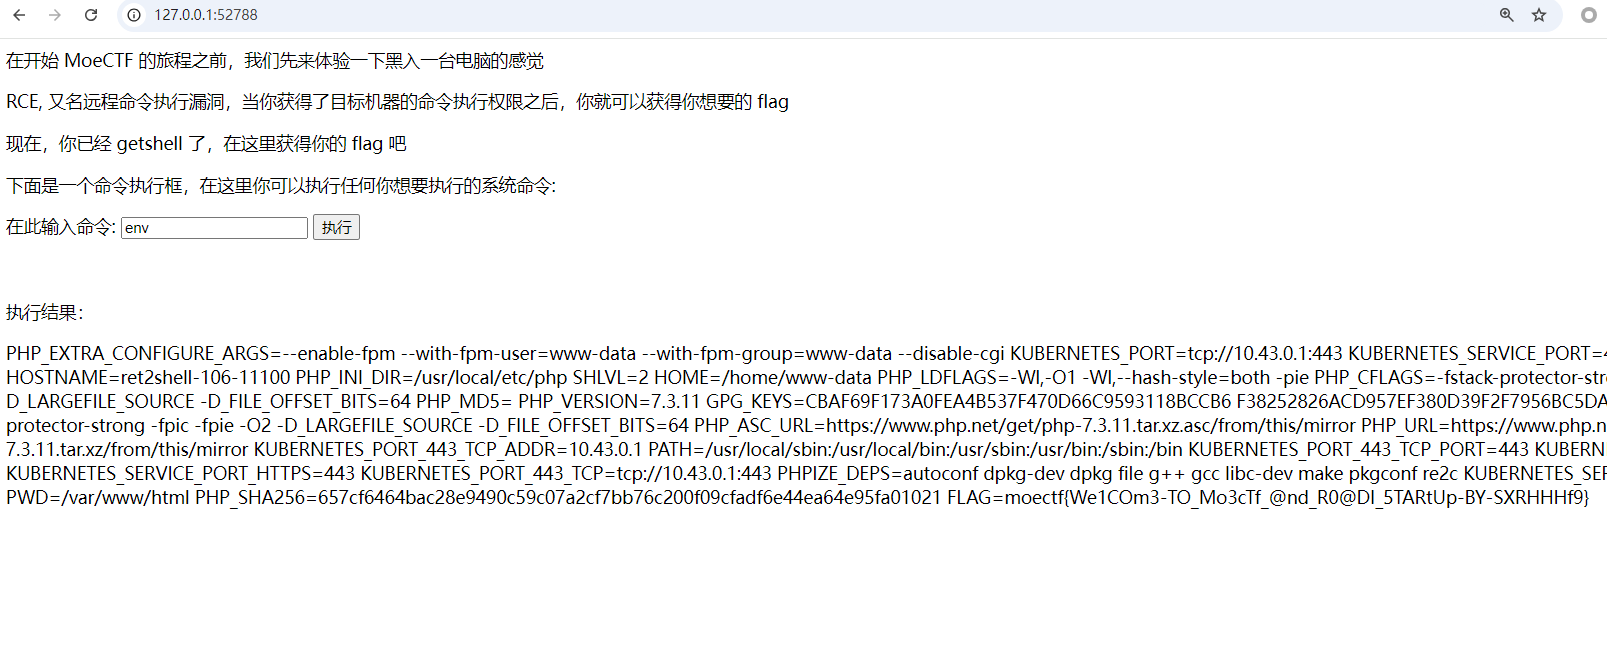 127.0.0.1:52788
在开始 MoeCTF 的旅程之前，我们先来体验一下黑入一台电脑的感觉
RCE, 又名远程命令执行漏洞，当你获得了目标机器的命令执行权限之后，你就可以获得你想要的 flag
现在，你已经 getshell 了，在这里获得你的 flag 吧
下面是一个命令执行框，在这里你可以执行任何你想要执行的系统命令:
在此输入命令: env 执行
执行结果：
PHP_EXTRA_CONFIGURE_ARGS=--enable-fpm --with-fpm-user=www-data --with-fpm-group=www-data --disable-cgi KUBERNETES_PORT=tcp://10.43.0.1:443 KUBERNETES_SERVICE_PORT=4
HOSTNAME=ret2shell-106-11100 PHP_INI_DIR=/usr/local/etc/php SHLVL=2 HOME=/home/www-data PHP_LDFLAGS=-Wl,-O1 -Wl,--hash-style=both -pie PHP_CFLAGS=-fstack-protector-str
D_LARGEFILE_SOURCE -D_FILE_OFFSET_BITS=64 PHP_MD5= PHP_VERSION=7.3.11 GPG_KEYS=CBAF69F173A0FEA4B537F470D66C9593118BCCB6 F38252826ACD957EF380D39F2F7956BC5DA
protector-strong -fpic -fpie -O2 -D_LARGEFILE_SOURCE -D_FILE_OFFSET_BITS=64 PHP_ASC_URL=https://www.php.net/get/php-7.3.11.tar.xz.asc/from/this/mirror PHP_URL=https://www.php.n
7.3.11.tar.xz/from/this/mirror KUBERNETES_PORT_443_TCP_ADDR=10.43.0.1 PATH=/usr/local/sbin:/usr/local/bin:/usr/sbin:/usr/bin:/sbin:/bin KUBERNETES_PORT_443_TCP_PORT=443 KUBERN
KUBERNETES_SERVICE_PORT_HTTPS=443 KUBERNETES_PORT_443_TCP=tcp://10.43.0.1:443 PHPIZE_DEPS=autoconf dpkg-dev dpkg file g++ gcc libc-dev make pkgconf re2c KUBERNETES_SER
PWD=/var/www/html PHP_SHA256=657cf6464bac28e9490c59c07a2cf7bb76c200f09cfadf6e44ea64e95fa01021 FLAG=moectf{We1COm3-TO_Mo3cTf_@nd_R0@DI_5TARtUp-BY-SXRHHHf9}